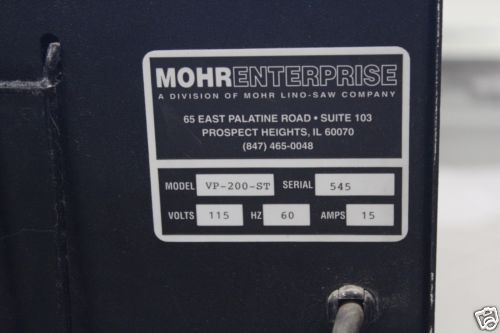 MOHRENTERPRISE
A DIVISION OF MOHR LINO-SAW COMPANY
65 EAST PALATINE ROAD • SUITE 103
PROSPECT HEIGHTS, IL 60070
(847) 465-0048
MODEL VP-200-ST SERIAL 545
VOLTS 115 HZ 60 AMPS 15